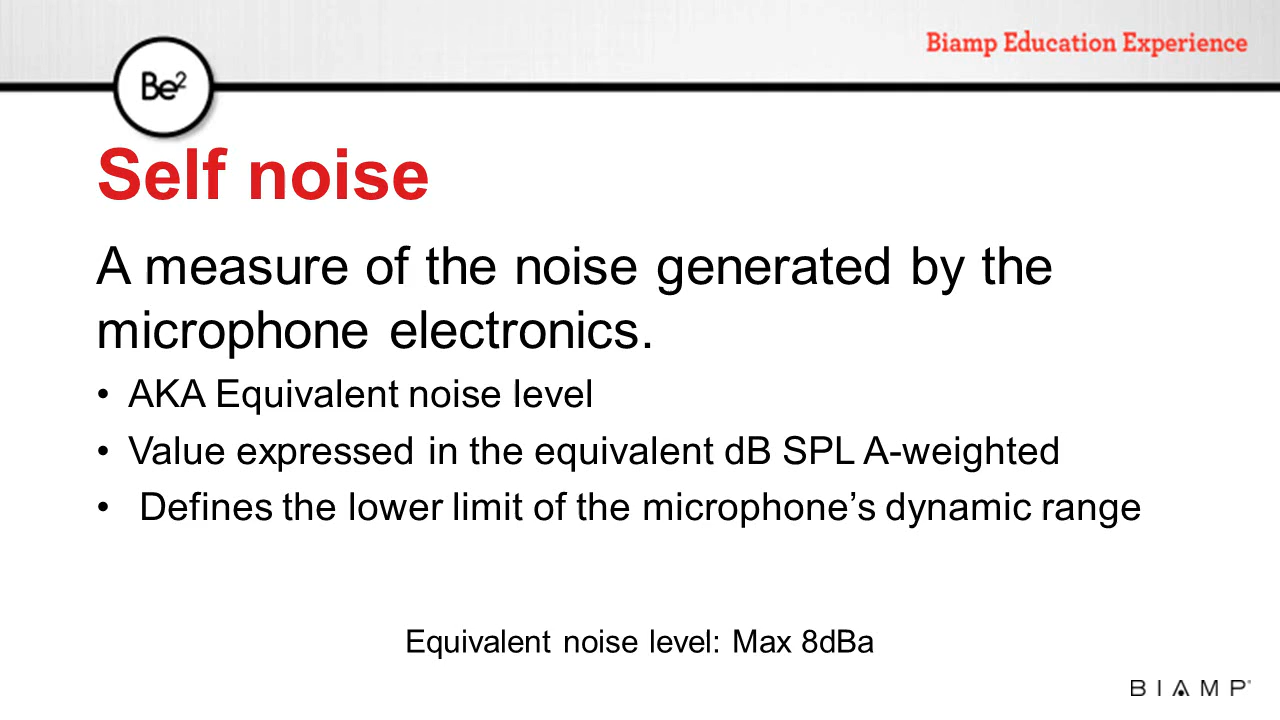 Biamp Education Experience
Be²
Self noise
A measure of the noise generated by the
microphone electronics.
• AKA Equivalent noise level
• Value expressed in the equivalent dB SPL A-weighted
• Defines the lower limit of the microphone’s dynamic range
Equivalent noise level: Max 8dBa
BIAMP